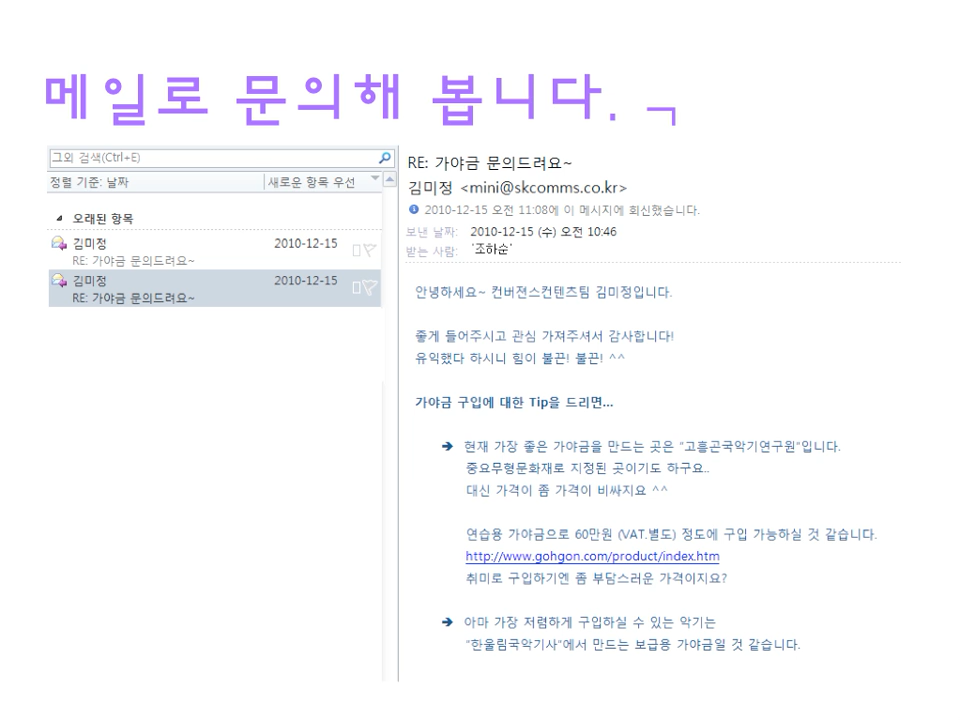 메일로 문의해 봅니다. ㄱ
그외 검색(Ctrl+E)
정렬 기준: 날짜 새로운 항목 우선
오래된 항목
김미정 2010-12-15
RE: 가야금 문의드려요~
김미정 2010-12-15
RE: 가야금 문의드려요~
RE: 가야금 문의드려요~
김미정 <mini@skcomms.co.kr>
2010-12-15 오전 11:08에 이 메시지에 회신했습니다.
보낸 날짜: 2010-12-15 (수) 오전 10:46
받는 사람: '조하순'
안녕하세요~ 컨버젼스컨텐츠팀 김미정입니다.
좋게 들어주시고 관심 가져주셔서 감사합니다!
유익했다 하시니 힘이 불끈! 불끈! ^^
가야금 구입에 대한 Tip을 드리면...
➔ 현재 가장 좋은 가야금을 만드는 곳은 "고흥곤국악기연구원"입니다.
중요무형문화재로 지정된 곳이기도 하구요..
대신 가격이 좀 가격이 비싸지요 ^^
연습용 가야금으로 60만원 (VAT.별도) 정도에 구입 가능하실 것 같습니다.
http://www.gohgon.com/product/index.htm
취미로 구입하기엔 좀 부담스러운 가격이지요?
➔ 아마 가장 저렴하게 구입하실 수 있는 악기는
"한울림국악기사"에서 만드는 보급용 가야금일 것 같습니다.